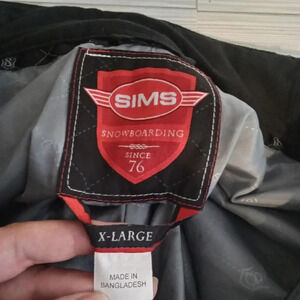 SIMS
SNOWBOARDING
SINCE
76
X-LARGE
MADE IN
BANGLADESH